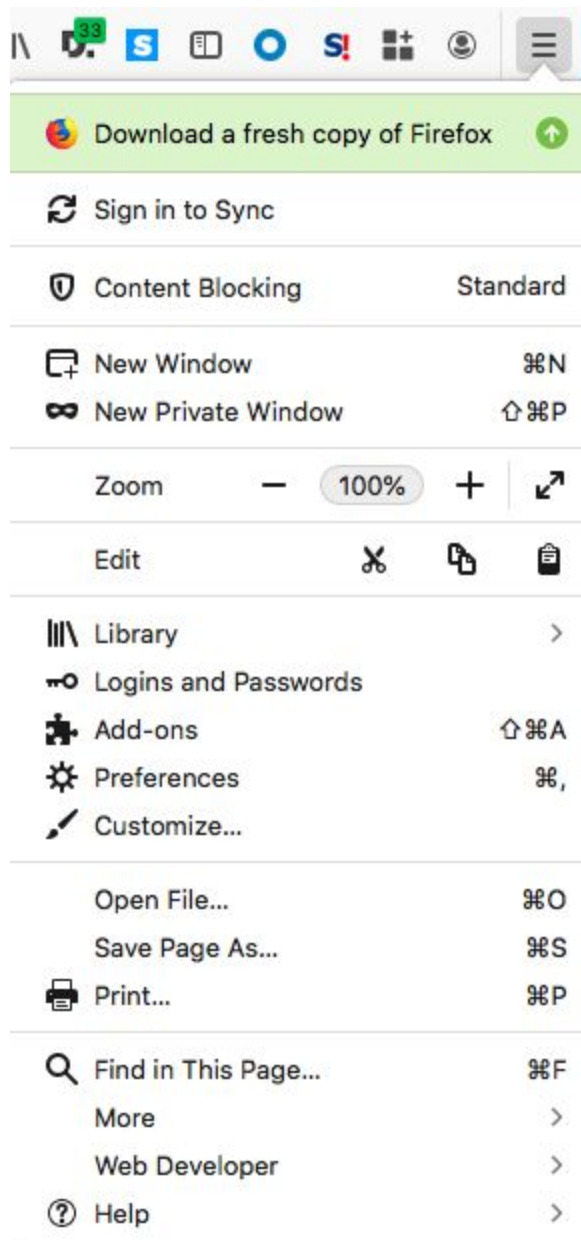 33
D.
S
S!
Download a fresh copy of Firefox
Sign in to Sync
Content Blocking Standard
New Window ⌘N
New Private Window ⇧⌘P
Zoom − 100% +
Edit
Library >
Logins and Passwords
Add-ons ⇧⌘A
Preferences ⌘,
Customize...
Open File... ⌘O
Save Page As... ⌘S
Print... ⌘P
Find in This Page... ⌘F
More >
Web Developer >
Help >